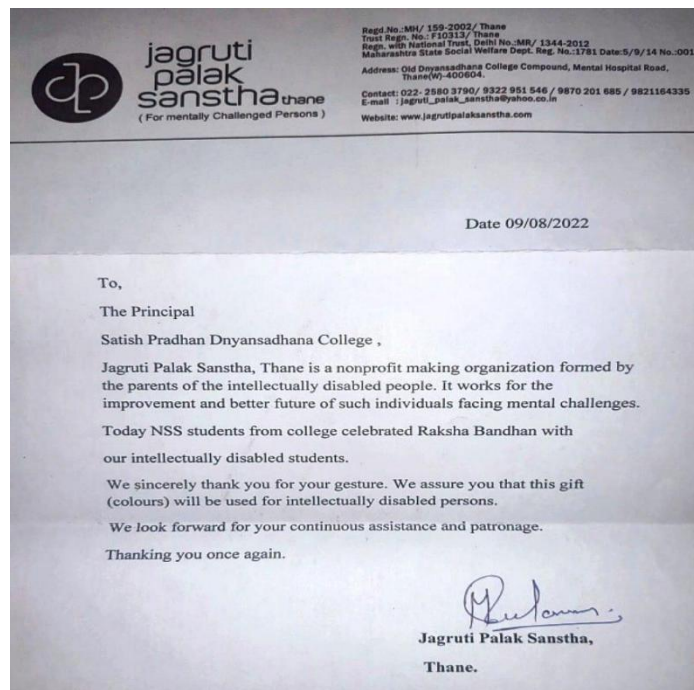 jagruti
palak
sanstha thane
( For mentally Challenged Persons )
Regd.No.:MH/ 159-2002/ Thane
Trust Regn. No.: F10313/ Thane
Regn. with National Trust, Delhi No.:MR/ 1344-2012
Maharashtra State Social Welfare Dept. Reg. No.:1781 Date:5/9/14 No.:001
Address: Old Dnyansadhana College Compound, Mental Hospital Road,
Thane(W)-400604.
Contact: 022- 2580 3790/ 9322 951 546 / 9870 201 685 / 9821164335
E-mail : jagruti_palak_sanstha@yahoo.co.in
Website: www.jagrutipalaksanstha.com
Date 09/08/2022
To,
The Principal
Satish Pradhan Dnyansadhana College ,
Jagruti Palak Sanstha, Thane is a nonprofit making organization formed by
the parents of the intellectually disabled people. It works for the
improvement and better future of such individuals facing mental challenges.
Today NSS students from college celebrated Raksha Bandhan with
our intellectually disabled students.
We sincerely thank you for your gesture. We assure you that this gift
(colours) will be used for intellectually disabled persons.
We look forward for your continuous assistance and patronage.
Thanking you once again.
Jagruti Palak Sanstha,
Thane.